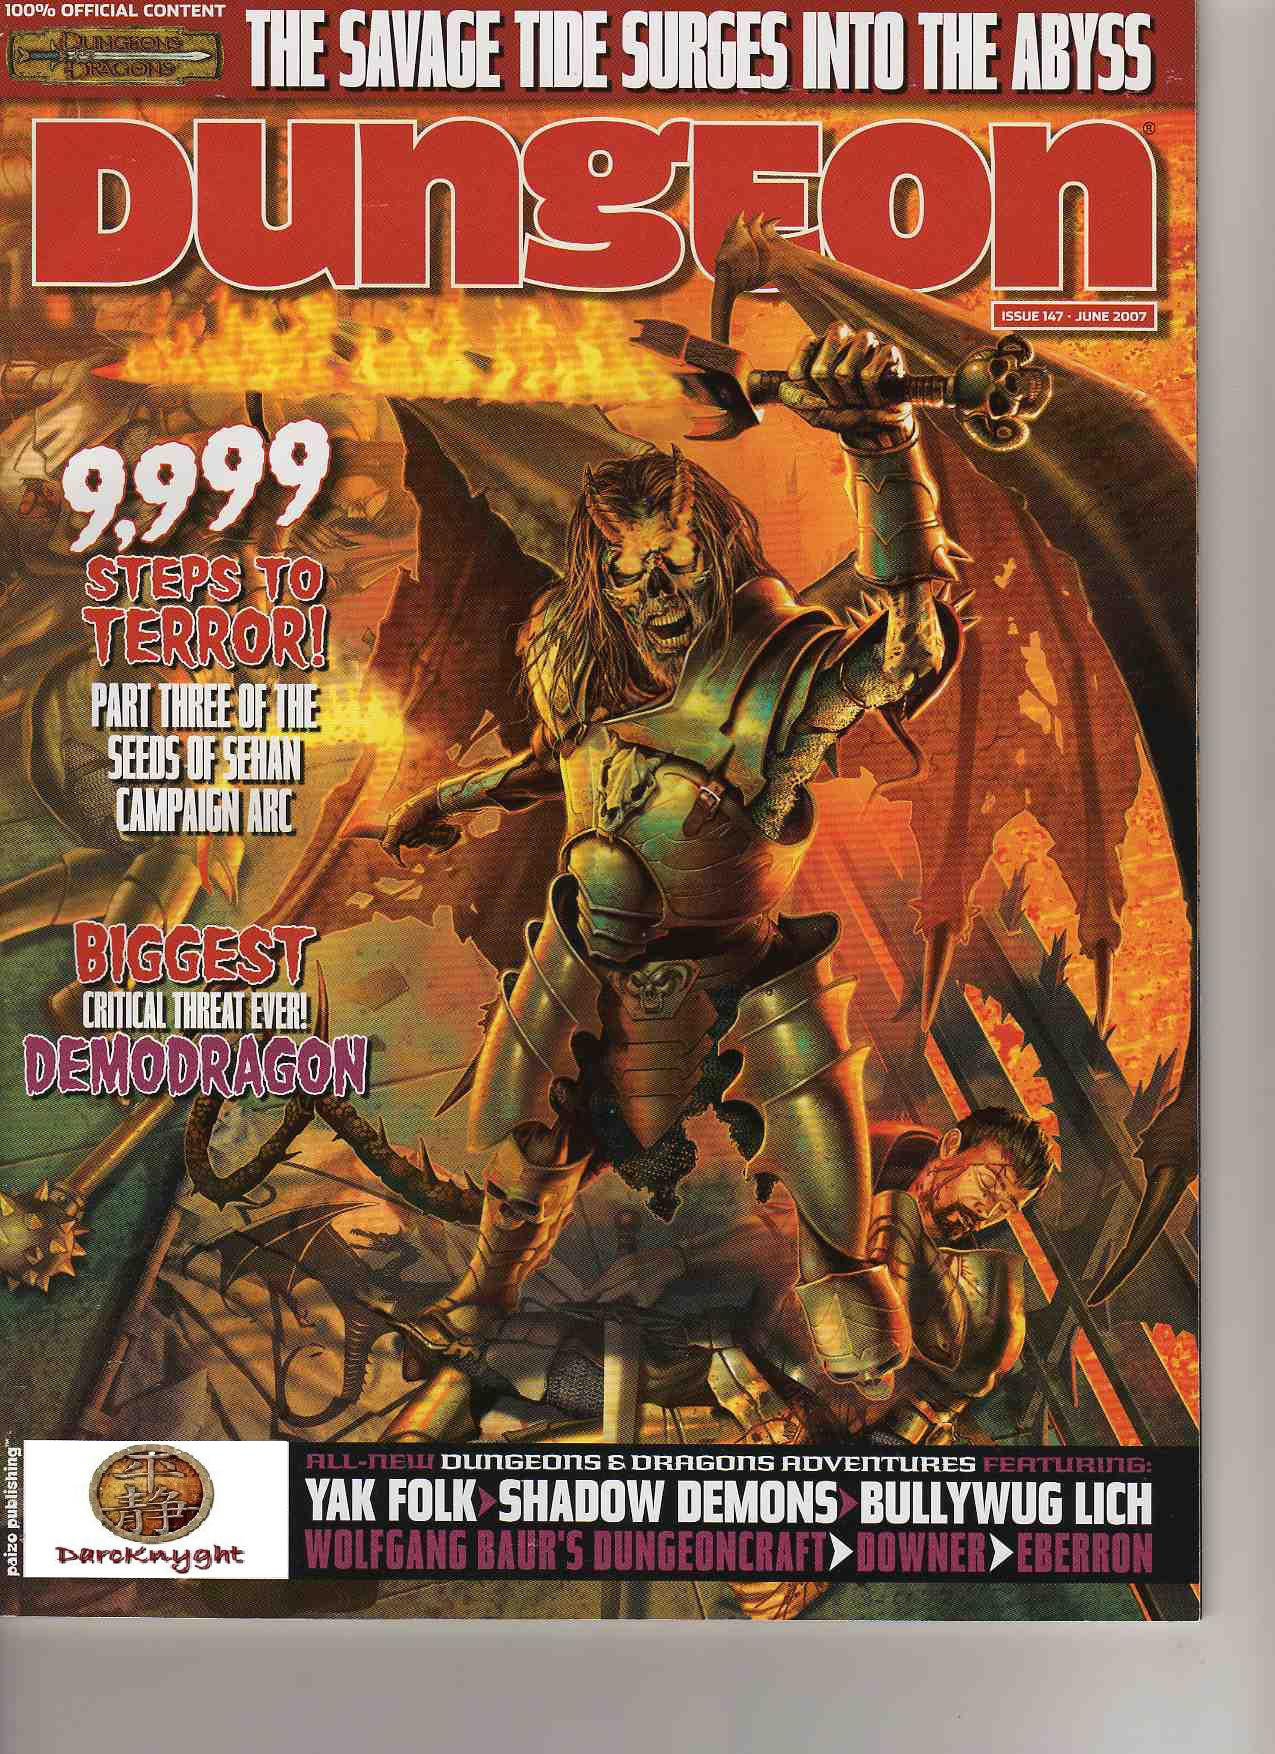 100% OFFICIAL CONTENT
DUNGEONS
& DRAGONS
THE SAVAGE TIDE SURGES INTO THE ABYSS
DUNGEON®
ISSUE 147 · JUNE 2007
9,999
STEPS TO
TERROR!
PART THREE OF THE
SEEDS OF SEHAN
CAMPAIGN ARC
BIGGEST
CRITICAL THREAT EVER!
DEMODRAGON
paizo publishing™
平
靜
DarcKnyght
ALL-NEW DUNGEONS & DRAGONS ADVENTURES FEATURING:
YAK FOLK > SHADOW DEMONS > BULLYWUG LICH
WOLFGANG BAUR'S DUNGEONCRAFT > DOWNER > EBERRON